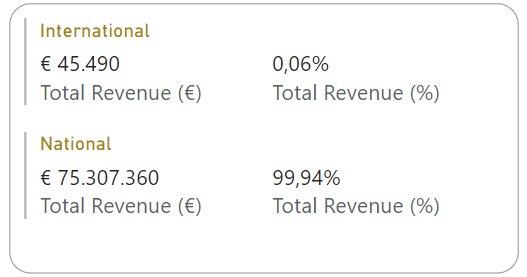 International
€ 45.490 0,06%
Total Revenue (€) Total Revenue (%)
National
€ 75.307.360 99,94%
Total Revenue (€) Total Revenue (%)